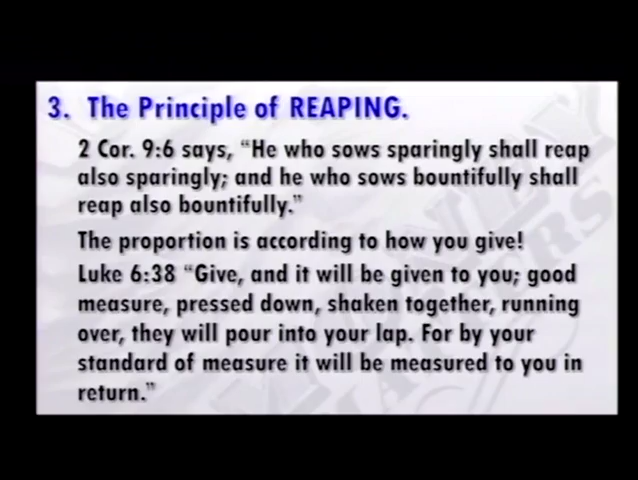 3. The Principle of REAPING.
2 Cor. 9:6 says, “He who sows sparingly shall reap
also sparingly; and he who sows bountifully shall
reap also bountifully.”
The proportion is according to how you give!
Luke 6:38 “Give, and it will be given to you; good
measure, pressed down, shaken together, running
over, they will pour into your lap. For by your
standard of measure it will be measured to you in
return.”